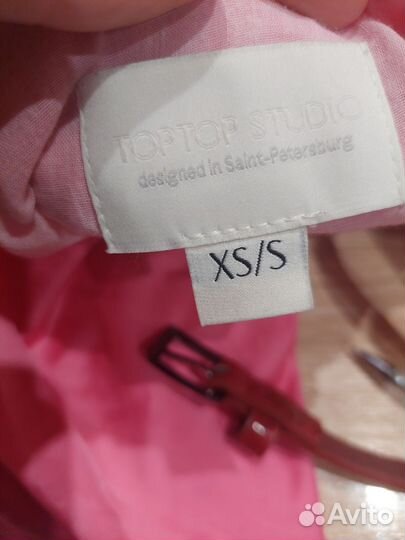 TOPTOP STUDIO
designed in Saint-Petersburg
XS/S
Avito